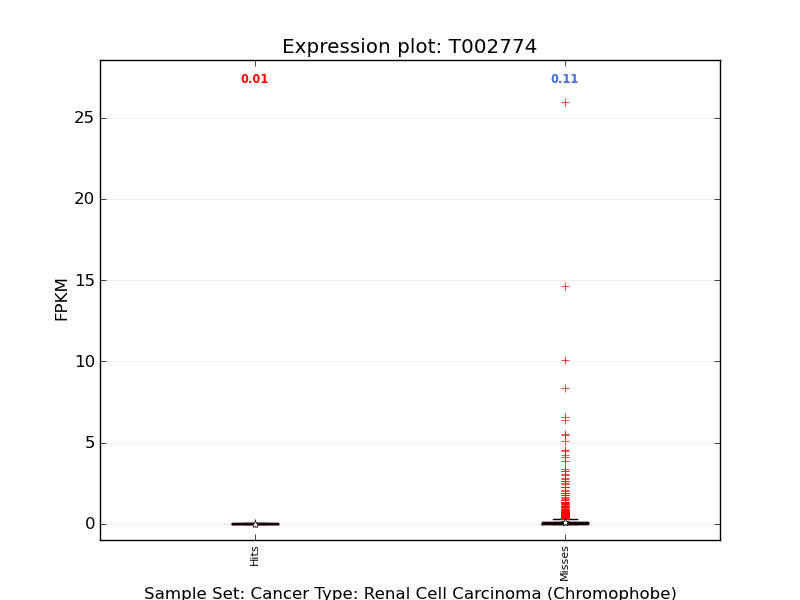 Expression plot: T002774
0.01
0.11
25
20
15
10
5
0
FPKM
Hits
Misses
Sample Set: Cancer Type: Renal Cell Carcinoma (Chromophobe)